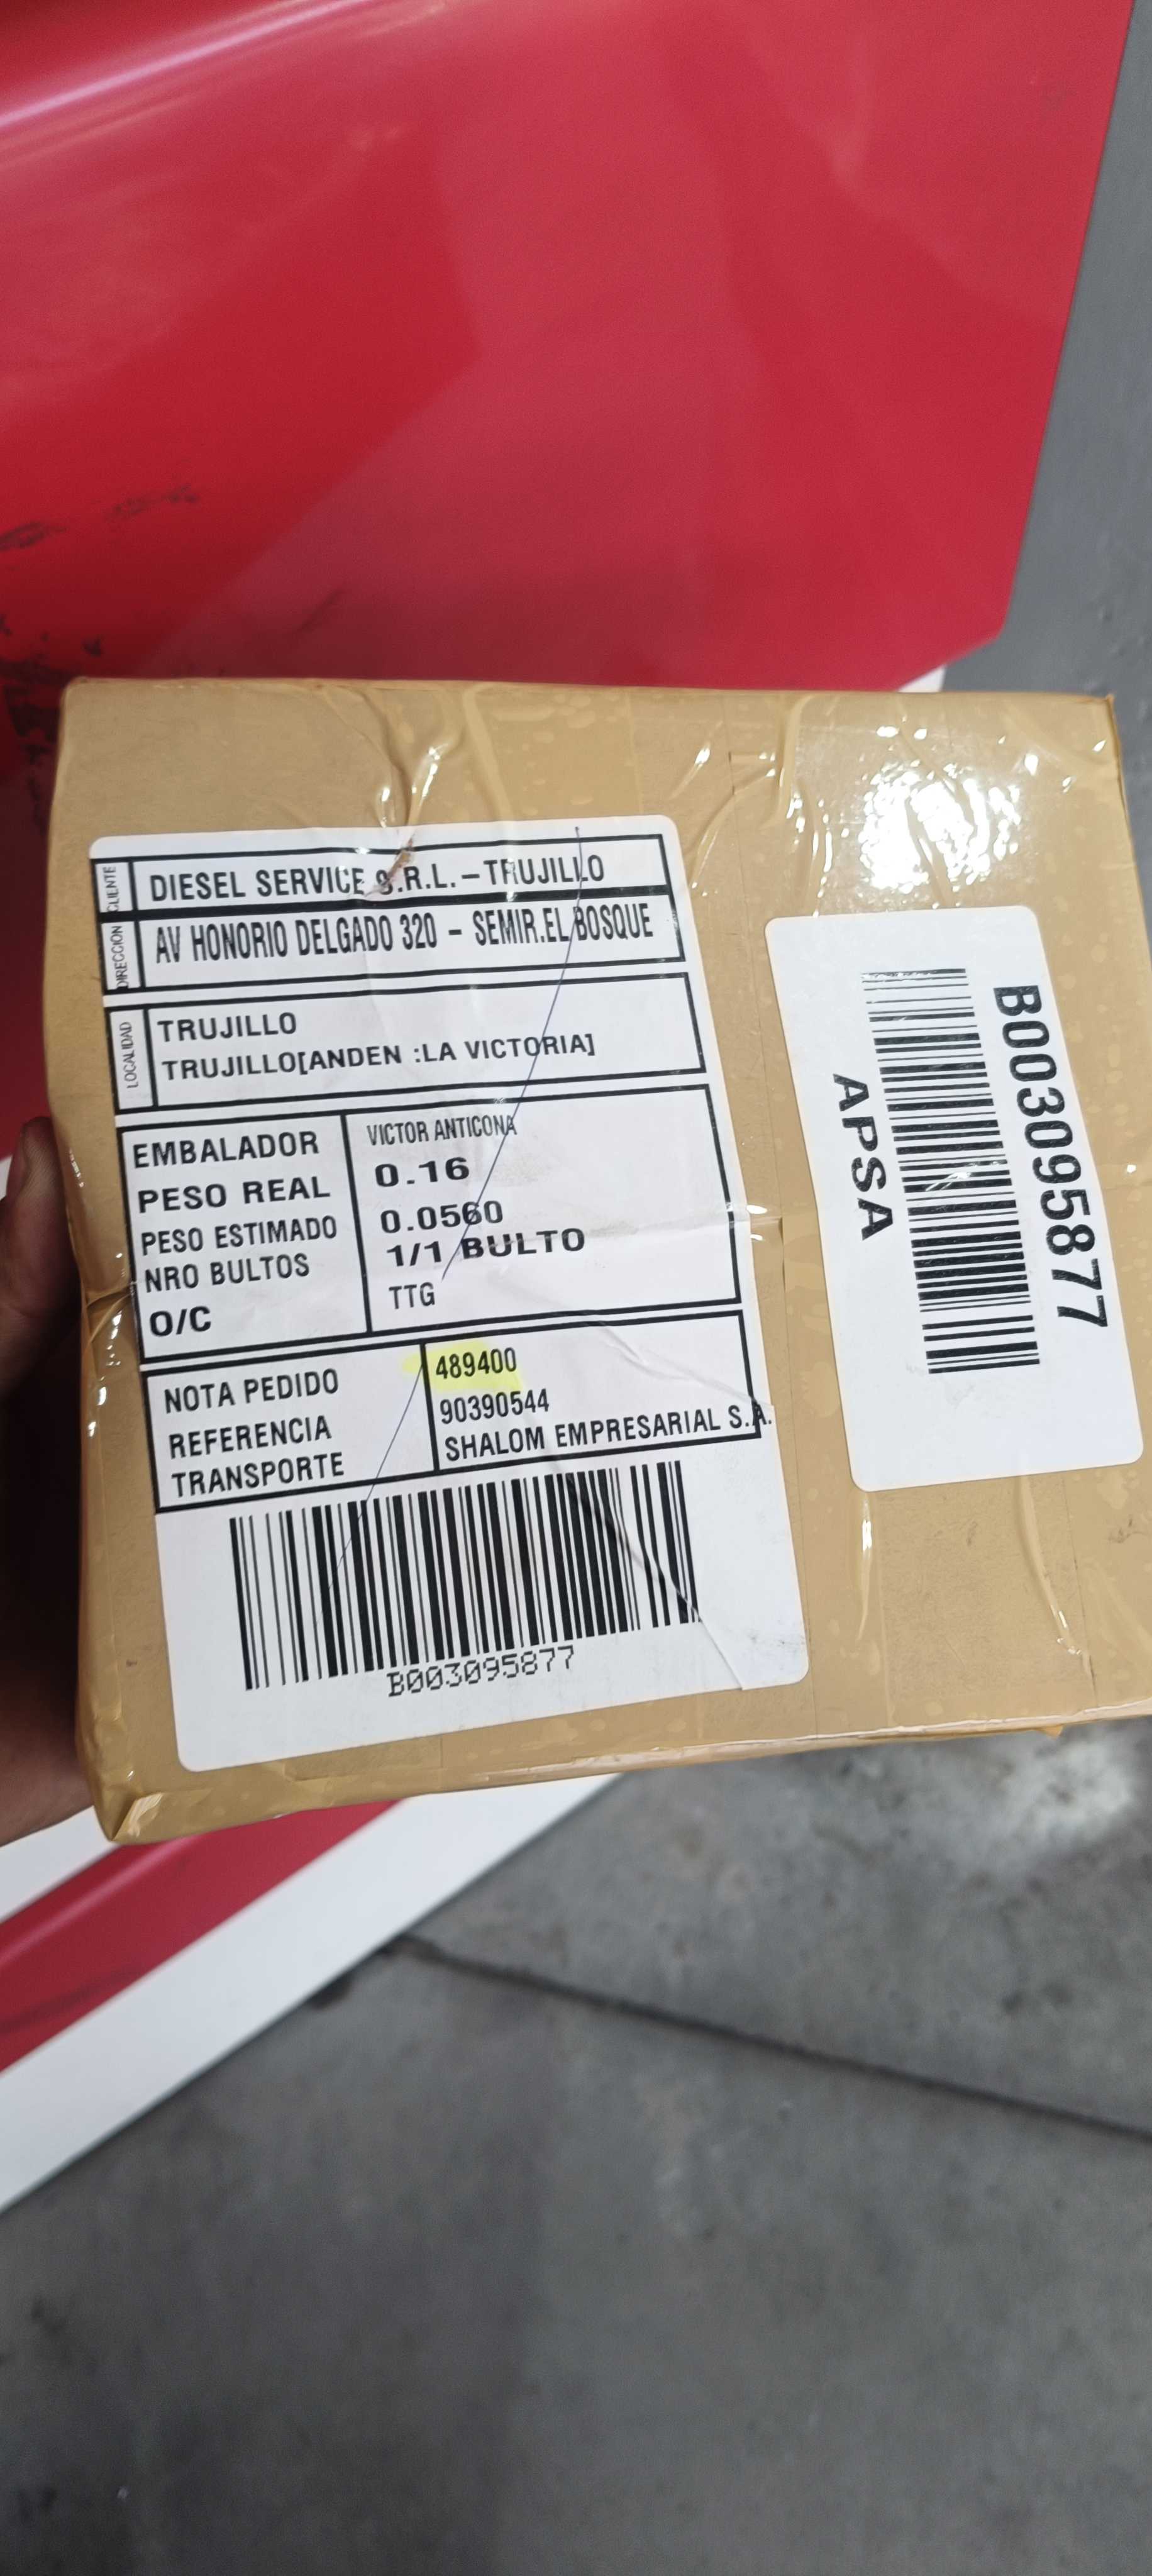 CLIENTE
DIESEL SERVICE S.R.L.-TRUJILLO
DIRECCION
AV HONORIO DELGADO 320 - SEMIR.EL BOSQUE
LOCALIDAD
TRUJILLO
TRUJILLO[ANDEN :LA VICTORIA]
EMBALADOR VICTOR ANTICONA
PESO REAL 0.16
PESO ESTIMADO 0.0560
NRO BULTOS 1/1 BULTO
O/C TTG
NOTA PEDIDO 489400
REFERENCIA 90390544
TRANSPORTE SHALOM EMPRESARIAL S.A.
B003095877
B003095877
APSA